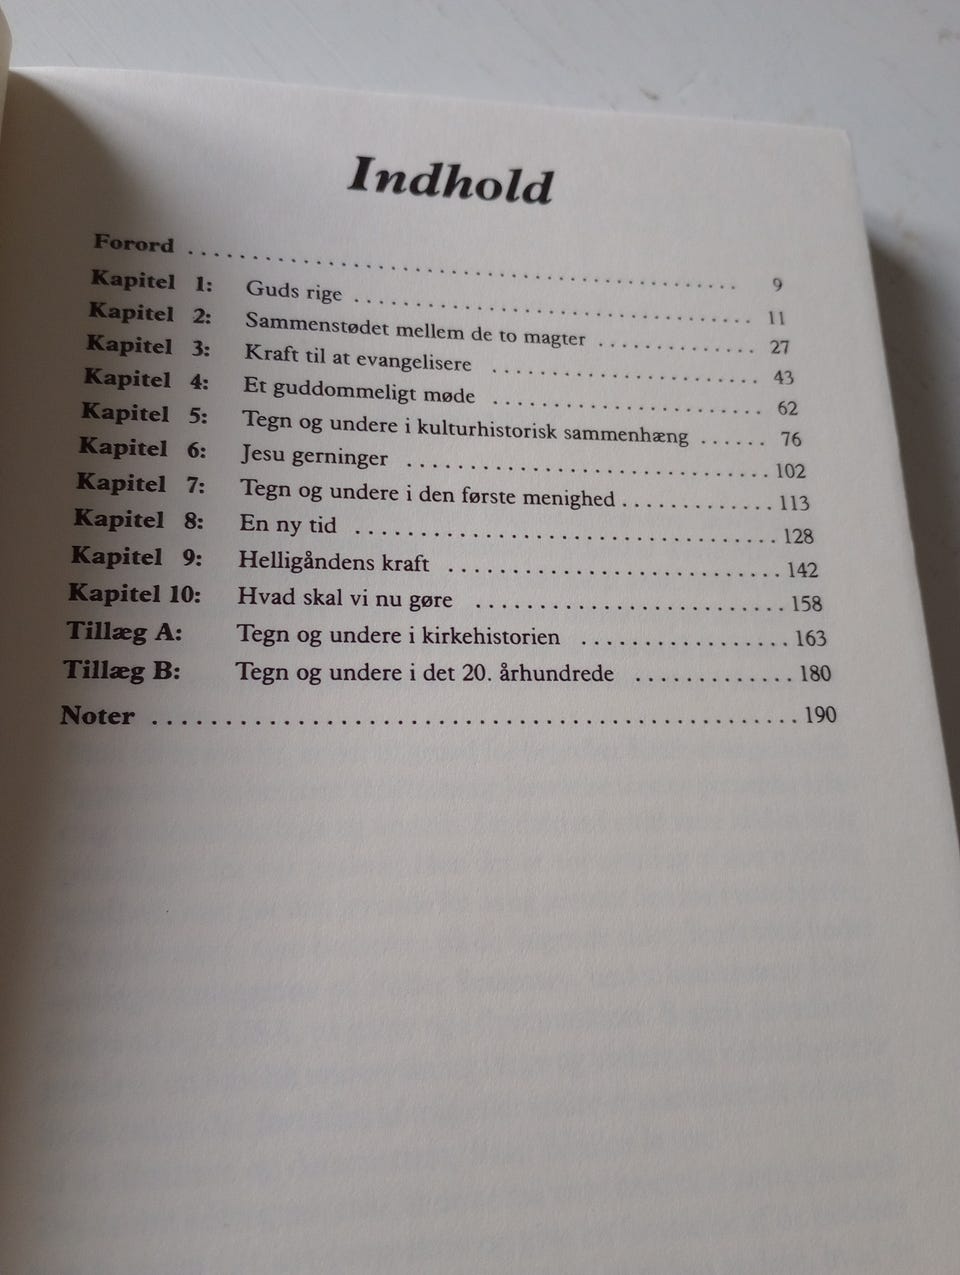 Indhold
Forord ............................................. 9
Kapitel 1: Guds rige ................................. 11
Kapitel 2: Sammenstødet mellem de to magter ............. 27
Kapitel 3: Kraft til at evangelisere ...................... 43
Kapitel 4: Et guddommeligt møde ...................... 62
Kapitel 5: Tegn og undere i kulturhistorisk sammenhæng ...... 76
Kapitel 6: Jesu gerninger ............................. 102
Kapitel 7: Tegn og undere i den første menighed ............ 113
Kapitel 8: En ny tid ................................. 128
Kapitel 9: Helligåndens kraft ........................... 142
Kapitel 10: Hvad skal vi nu gøre ........................ 158
Tillæg A: Tegn og undere i kirkehistorien ................ 163
Tillæg B: Tegn og undere i det 20. århundrede ............. 180
Noter ............................................. 190